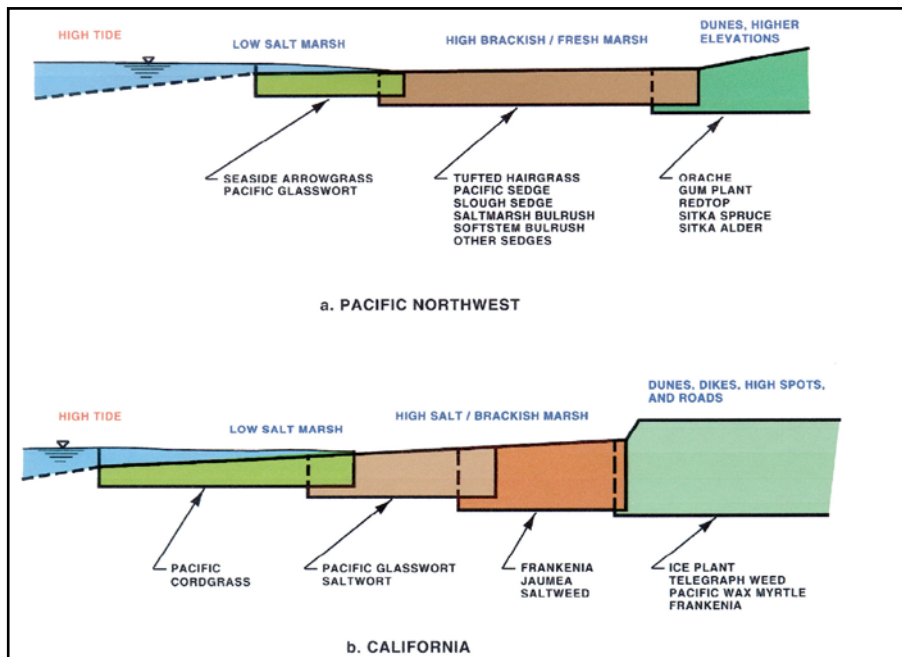 HIGH TIDE
LOW SALT MARSH
HIGH BRACKISH / FRESH MARSH
DUNES, HIGHER
ELEVATIONS
SEASIDE ARROWGRASS
PACIFIC GLASSWORT
TUFTED HAIRGRASS
PACIFIC SEDGE
SLOUGH SEDGE
SALTMARSH BULRUSH
SOFTSTEM BULRUSH
OTHER SEDGES
ORACHE
GUM PLANT
REDTOP
SITKA SPRUCE
SITKA ALDER
a. PACIFIC NORTHWEST
HIGH TIDE
LOW SALT MARSH
HIGH SALT / BRACKISH MARSH
DUNES, DIKES, HIGH SPOTS,
AND ROADS
PACIFIC
CORDGRASS
PACIFIC GLASSWORT
SALTWORT
FRANKENIA
JAUMEA
SALTWEED
ICE PLANT
TELEGRAPH WEED
PACIFIC WAX MYRTLE
FRANKENIA
b. CALIFORNIA